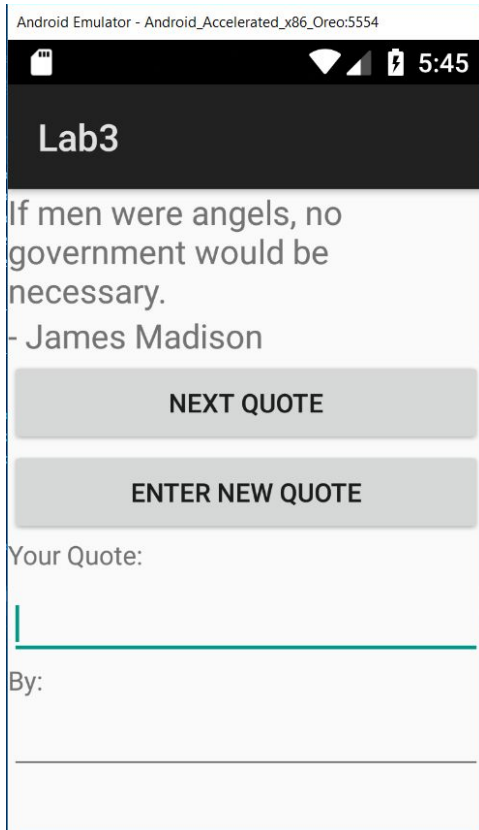 Android Emulator - Android_Accelerated_x86_Oreo:5554
5:45
Lab3
If men were angels, no
government would be
necessary.
- James Madison
NEXT QUOTE
ENTER NEW QUOTE
Your Quote:
By: